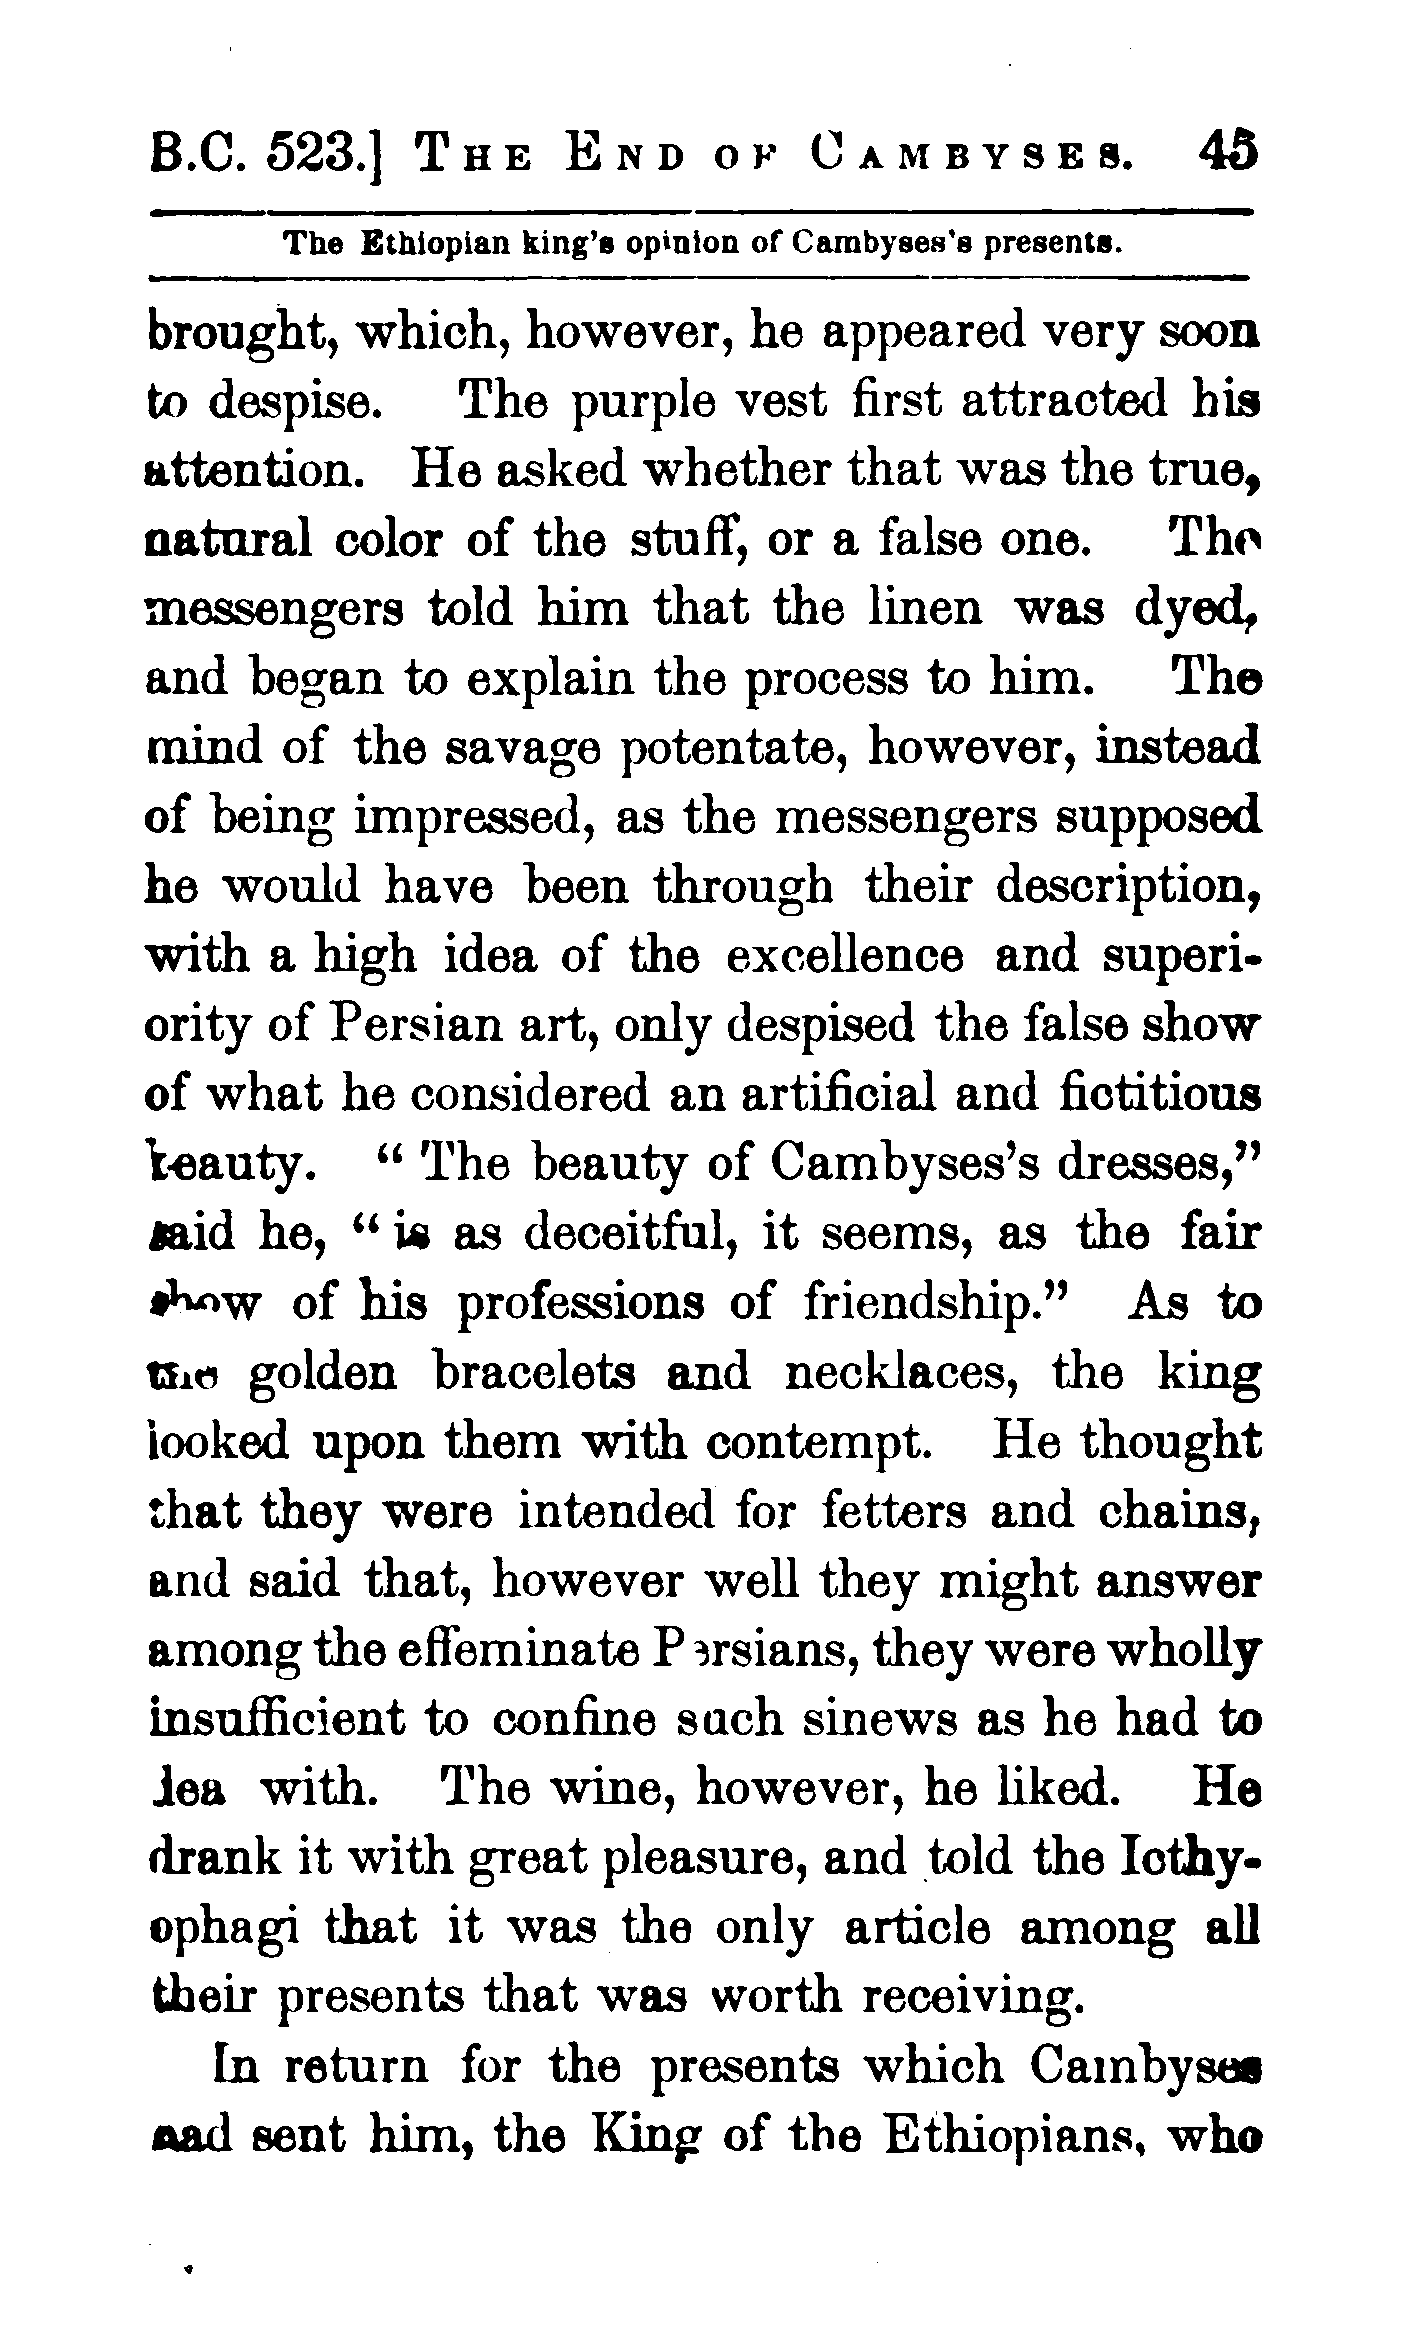 B.C. 523.] THE END OF CAMBYSES. 45
The Ethiopian king's opinion of Cambyses's presents.
brought, which, however, he appeared very soon
to despise. The purple vest first attracted his
attention. He asked whether that was the true,
natural color of the stuff, or a false one. The
messengers told him that the linen was dyed,
and began to explain the process to him. The
mind of the savage potentate, however, instead
of being impressed, as the messengers supposed
he would have been through their description,
with a high idea of the excellence and superi-
ority of Persian art, only despised the false show
of what he considered an artificial and fictitious
beauty. "The beauty of Cambyses's dresses,"
said he, "is as deceitful, it seems, as the fair
show of his professions of friendship." As to
the golden bracelets and necklaces, the king
looked upon them with contempt. He thought
that they were intended for fetters and chains,
and said that, however well they might answer
among the effeminate Persians, they were wholly
insufficient to confine such sinews as he had to
deal with. The wine, however, he liked. He
drank it with great pleasure, and told the Icthy-
ophagi that it was the only article among all
their presents that was worth receiving.
In return for the presents which Cambyses
had sent him, the King of the Ethiopians, who